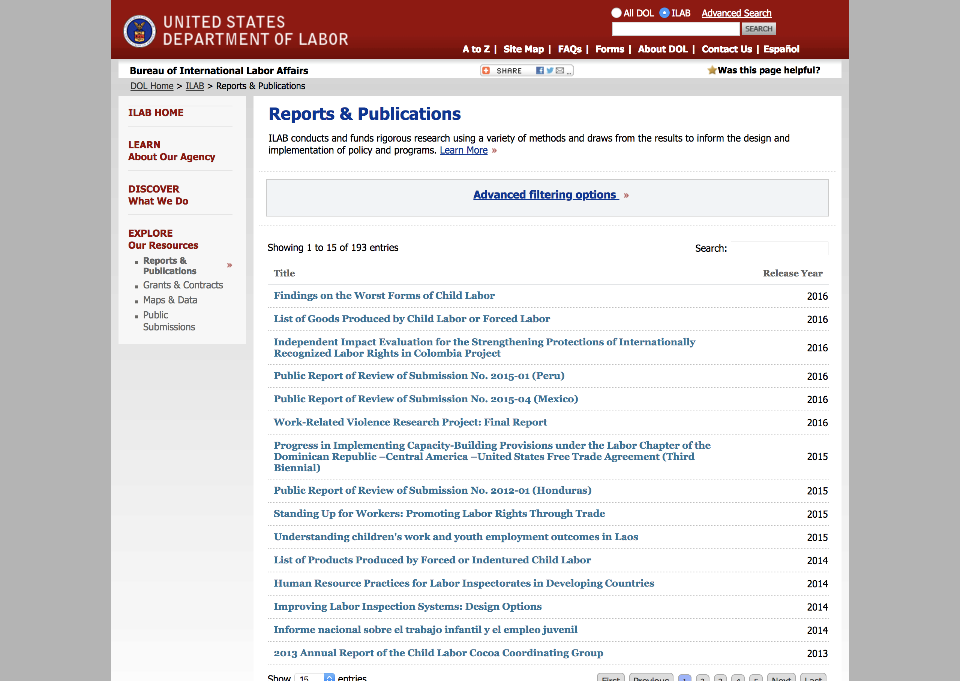 UNITED STATES
DEPARTMENT OF LABOR
All DOL ILAB Advanced Search
SEARCH
A to Z | Site Map | FAQs | Forms | About DOL | Contact Us | Español
Bureau of International Labor Affairs
SHARE
Was this page helpful?
DOL Home > ILAB > Reports & Publications
ILAB HOME
LEARN
About Our Agency
DISCOVER
What We Do
EXPLORE
Our Resources
Reports &
Publications »
Grants & Contracts
Maps & Data
Public
Submissions
Reports & Publications
ILAB conducts and funds rigorous research using a variety of methods and draws from the results to inform the design and
implementation of policy and programs. Learn More »
Advanced filtering options »
Showing 1 to 15 of 193 entries
Search:
Title Release Year
Findings on the Worst Forms of Child Labor 2016
List of Goods Produced by Child Labor or Forced Labor 2016
Independent Impact Evaluation for the Strengthening Protections of Internationally
Recognized Labor Rights in Colombia Project 2016
Public Report of Review of Submission No. 2015-01 (Peru) 2016
Public Report of Review of Submission No. 2015-04 (Mexico) 2016
Work-Related Violence Research Project: Final Report 2016
Progress in Implementing Capacity-Building Provisions under the Labor Chapter of the
Dominican Republic –Central America –United States Free Trade Agreement (Third 2015
Biennial)
Public Report of Review of Submission No. 2012-01 (Honduras) 2015
Standing Up for Workers: Promoting Labor Rights Through Trade 2015
Understanding children's work and youth employment outcomes in Laos 2015
List of Products Produced by Forced or Indentured Child Labor 2014
Human Resource Practices for Labor Inspectorates in Developing Countries 2014
Improving Labor Inspection Systems: Design Options 2014
Informe nacional sobre el trabajo infantil y el empleo juvenil 2014
2013 Annual Report of the Child Labor Cocoa Coordinating Group 2013
Show 15 entries
First Previous 1 2 3 4 5 Next Last